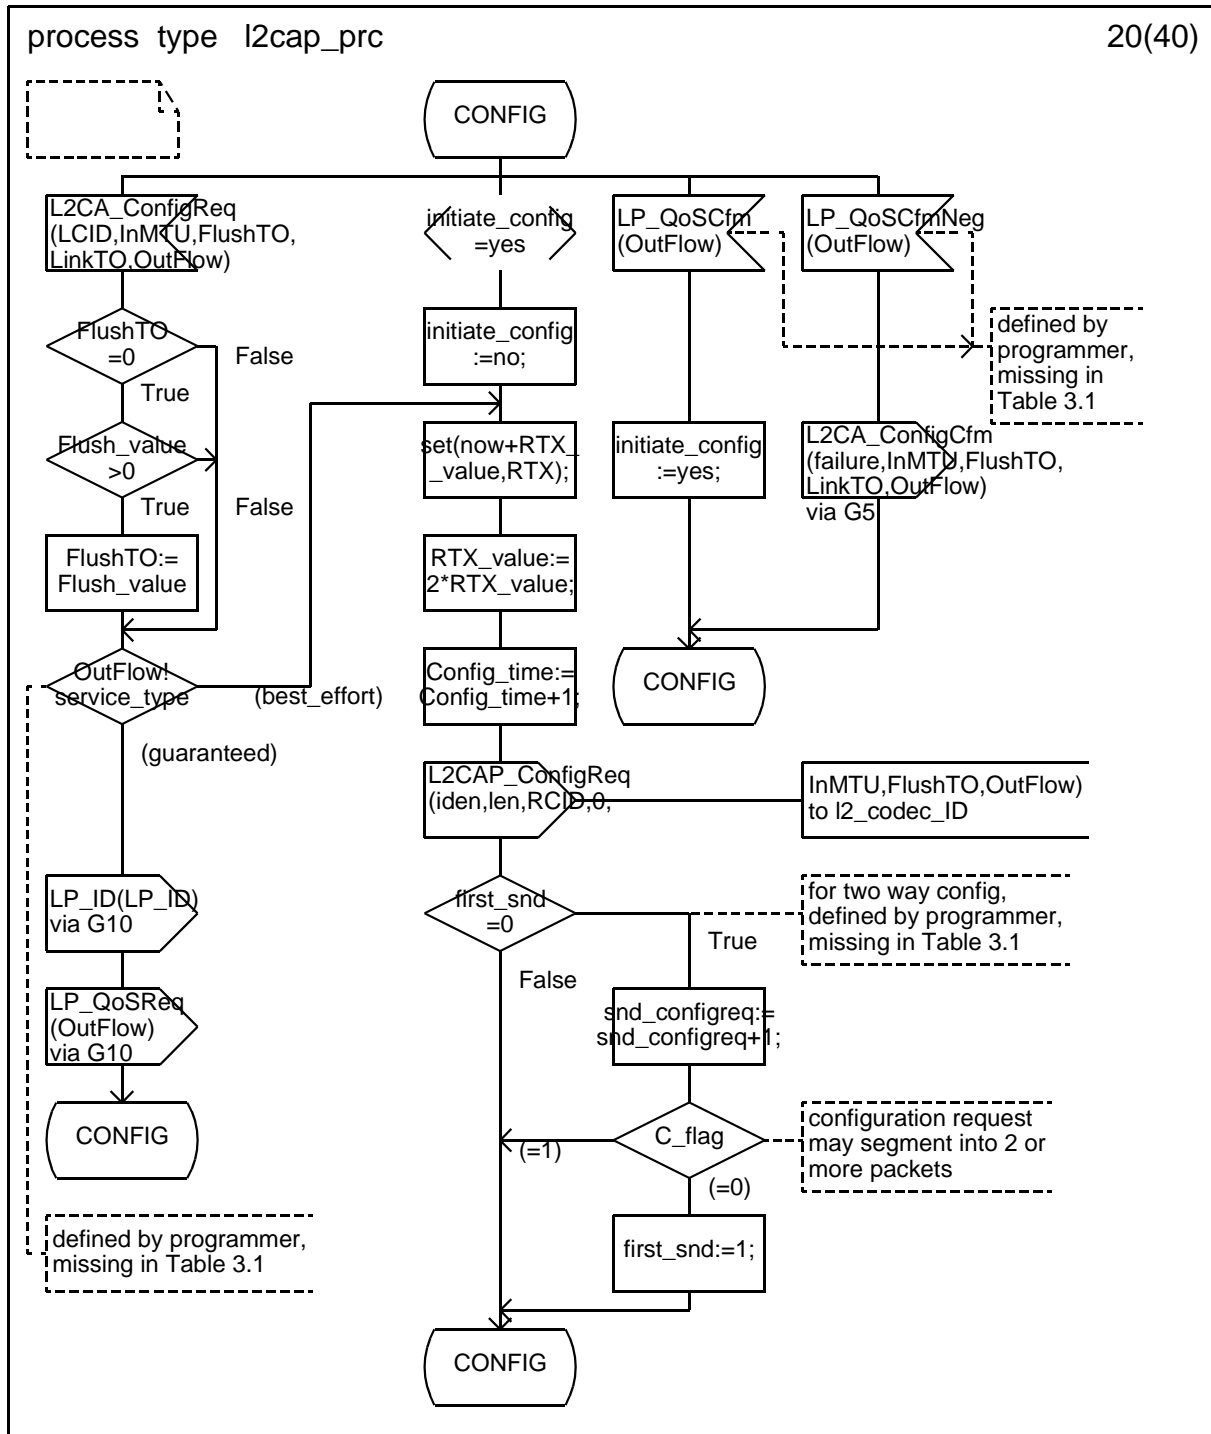 process type l2cap_prc
20(40)
CONFIG
L2CA_ConfigReq
(LCID,InMTU,FlushTO,
LinkTO,OutFlow)
initiate_config
=yes
LP_QoSCfm
(OutFlow)
LP_QoSCfmNeg
(OutFlow)
FlushTO
=0
False
True
initiate_config
:=no;
defined by
programmer,
missing in
Table 3.1
Flush_value
>0
True
False
set(now+RTX_
_value,RTX);
initiate_config
:=yes;
L2CA_ConfigCfm
(failure,InMTU,FlushTO,
LinkTO,OutFlow)
via G5
FlushTO:=
Flush_value
RTX_value:=
2*RTX_value;
OutFlow!
service_type
(best_effort)
(guaranteed)
Config_time:=
Config_time+1;
CONFIG
L2CAP_ConfigReq
(iden,len,RCID,0,
InMTU,FlushTO,OutFlow)
to l2_codec_ID
LP_ID(LP_ID)
via G10
first_snd
=0
True
False
for two way config,
defined by programmer,
missing in Table 3.1
LP_QoSReq
(OutFlow)
via G10
snd_configreq:=
snd_configreq+1;
CONFIG
C_flag
(=1)
(=0)
configuration request
may segment into 2 or
more packets
defined by programmer,
missing in Table 3.1
first_snd:=1;
CONFIG